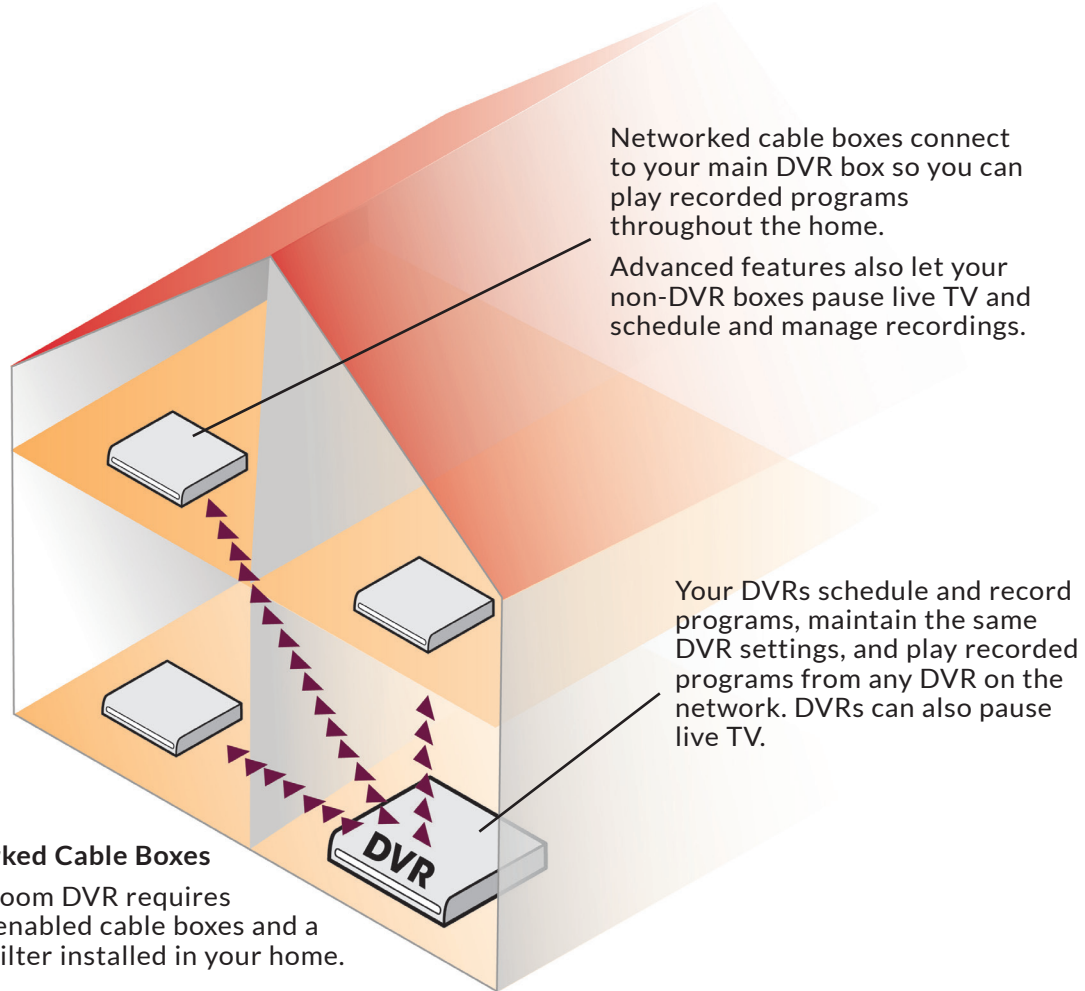 Networked cable boxes connect
to your main DVR box so you can
play recorded programs
throughout the home.
Advanced features also let your
non-DVR boxes pause live TV and
schedule and manage recordings.
Your DVRs schedule and record
programs, maintain the same
DVR settings, and play recorded
programs from any DVR on the
network. DVRs can also pause
live TV.
DVR
rked Cable Boxes
oom DVR requires
enabled cable boxes and a
ilter installed in your home.